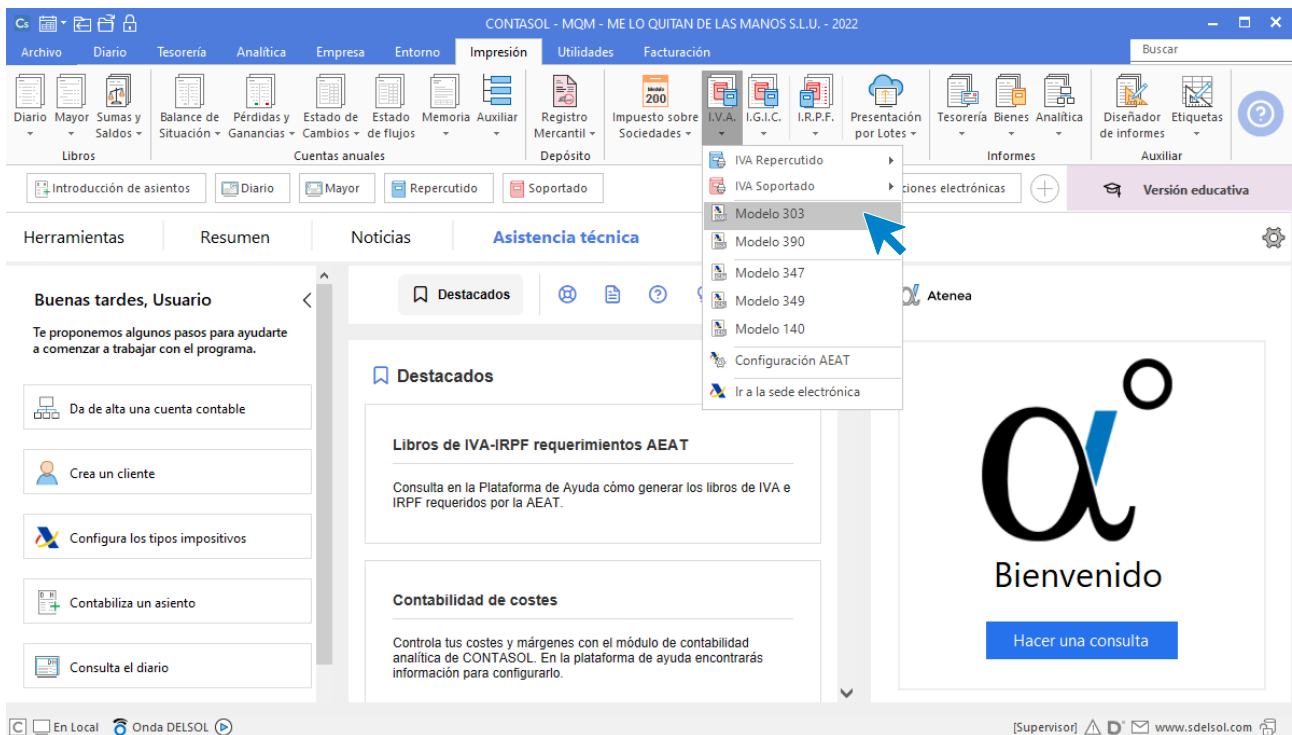 Cs
CONTASOL - MQM - ME LO QUITAN DE LAS MANOS S.L.U. - 2022
Archivo Diario Tesorería Analítica Empresa Entorno Impresión Utilidades Facturación Buscar
Modelo
200
Diario Mayor Sumas y Saldos
Balance de Situación
Pérdidas y Ganancias
Estado de Cambios
Estado de flujos
Memoria Auxiliar
Registro Mercantil
Impuesto sobre Sociedades
I.V.A. I.G.I.C. I.R.P.F.
Presentación por Lotes
Tesorería Bienes Analítica
Diseñador de informes
Etiquetas
Libros Cuentas anuales Depósito Informes Auxiliar
Introducción de asientos Diario Mayor Repercutido Soportado ciones electrónicas Versión educativa
IVA Repercutido
IVA Soportado
Modelo 303
Modelo 390
Modelo 347
Modelo 349
Modelo 140
Configuración AEAT
Ir a la sede electrónica
Herramientas Resumen Noticias Asistencia técnica
Buenas tardes, Usuario
Te proponemos algunos pasos para ayudarte
a comenzar a trabajar con el programa.
Da de alta una cuenta contable
Crea un cliente
Configura los tipos impositivos
Contabiliza un asiento
Consulta el diario
Destacados
Destacados
Libros de IVA-IRPF requerimientos AEAT
Consulta en la Plataforma de Ayuda cómo generar los libros de IVA e
IRPF requeridos por la AEAT.
Contabilidad de costes
Controla tus costes y márgenes con el módulo de contabilidad
analítica de CONTASOL. En la plataforma de ayuda encontrarás
información para configurarlo.
Atenea
Bienvenido
Hacer una consulta
C En Local Onda DELSOL [Supervisor] D www.sdelsol.com